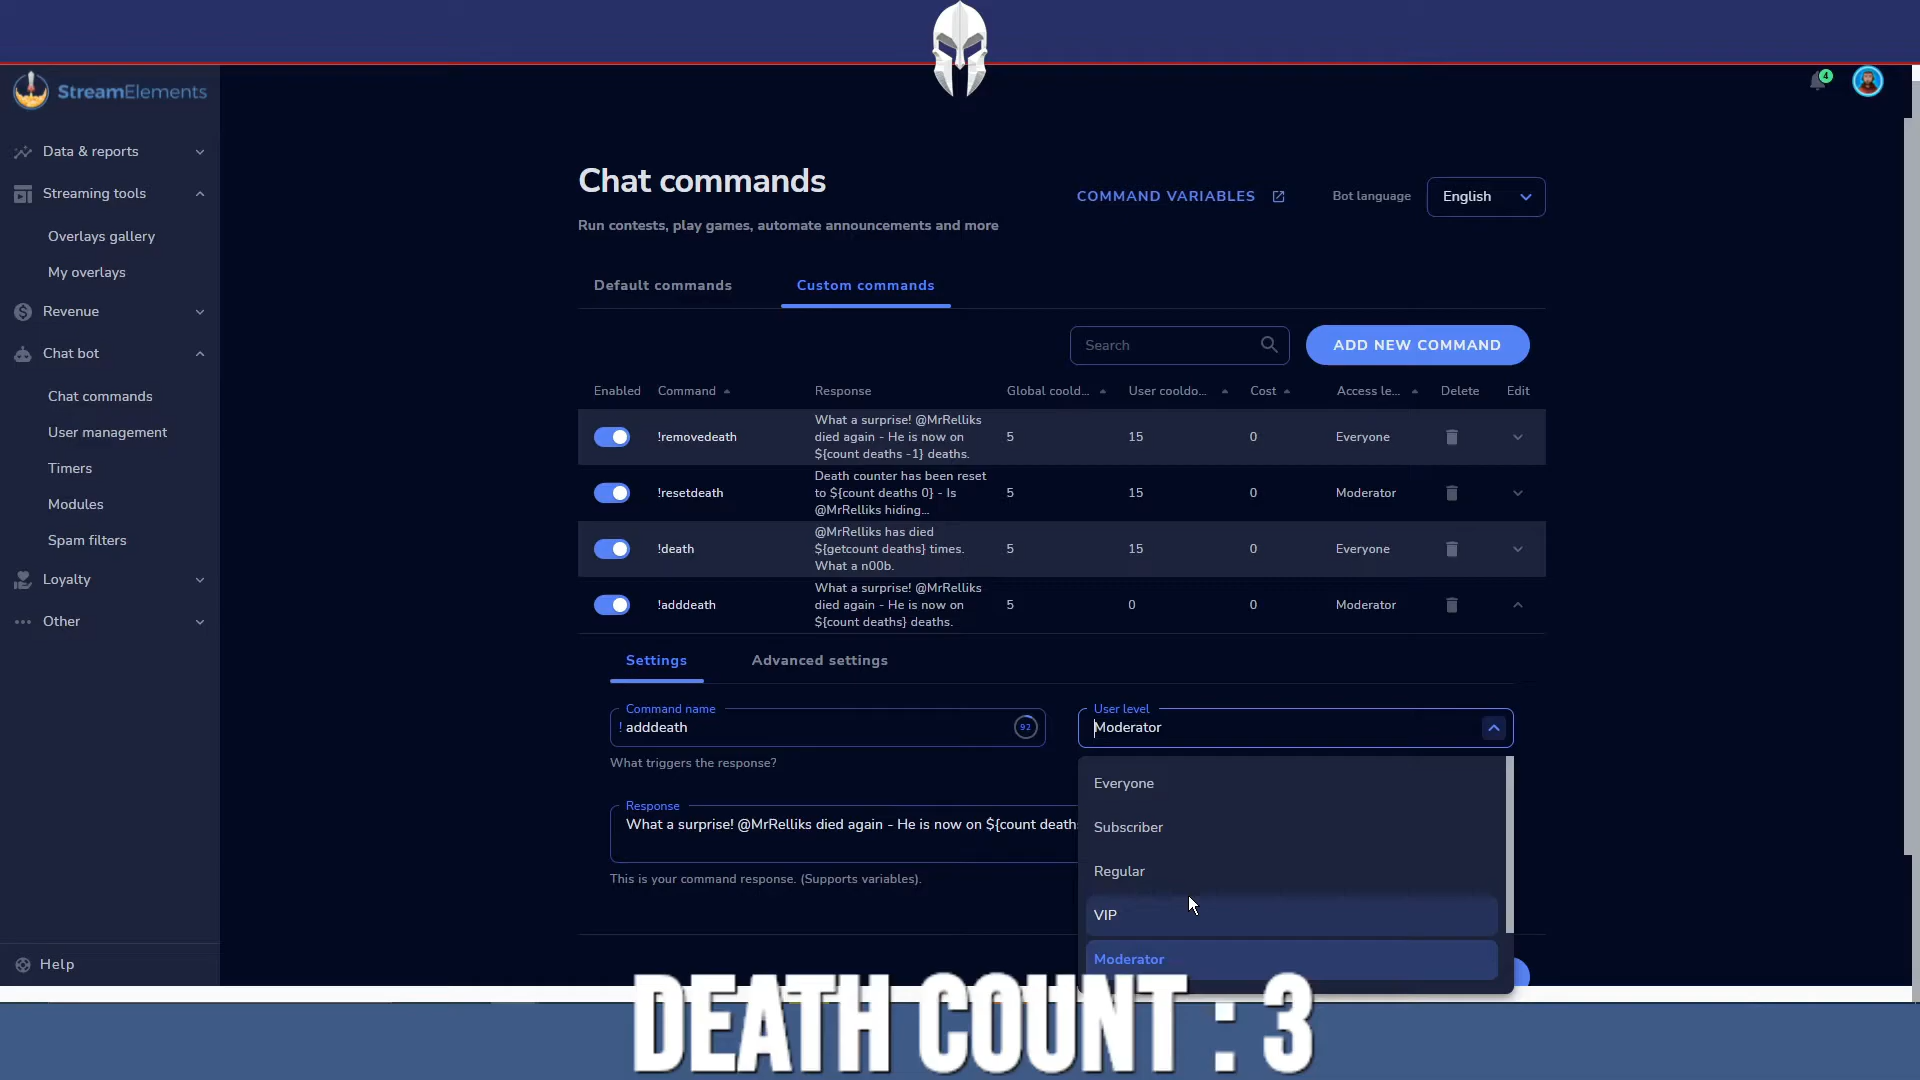 StreamElements
4
Data & reports
Streaming tools
Overlays gallery
My overlays
Revenue
Chat bot
Chat commands
User management
Timers
Modules
Spam filters
Loyalty
Other
Help
Chat commands
Run contests, play games, automate announcements and more
COMMAND VARIABLES
Bot language
English
Default commands
Custom commands
Search
ADD NEW COMMAND
Enabled Command Response Global coold... User cooldo... Cost Access le... Delete Edit
!removedeath
What a surprise! @MrRelliks
died again - He is now on
${count deaths -1} deaths.
5 15 0 Everyone
!resetdeath
Death counter has been reset
to ${count deaths 0} - Is
@MrRelliks hiding...
5 15 0 Moderator
!death
@MrRelliks has died
${getcount deaths} times.
What a n00b.
5 15 0 Everyone
!adddeath
What a surprise! @MrRelliks
died again - He is now on
${count deaths} deaths.
5 0 0 Moderator
Settings
Advanced settings
Command name
! adddeath
92
What triggers the response?
User level
Moderator
Everyone
Subscriber
Regular
VIP
Moderator
Response
What a surprise! @MrRelliks died again - He is now on ${count death
This is your command response. (Supports variables).
DEATH COUNT : 3